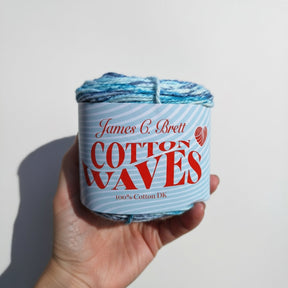 James C. Brett
COTTON
WAVES
100% Cotton DK